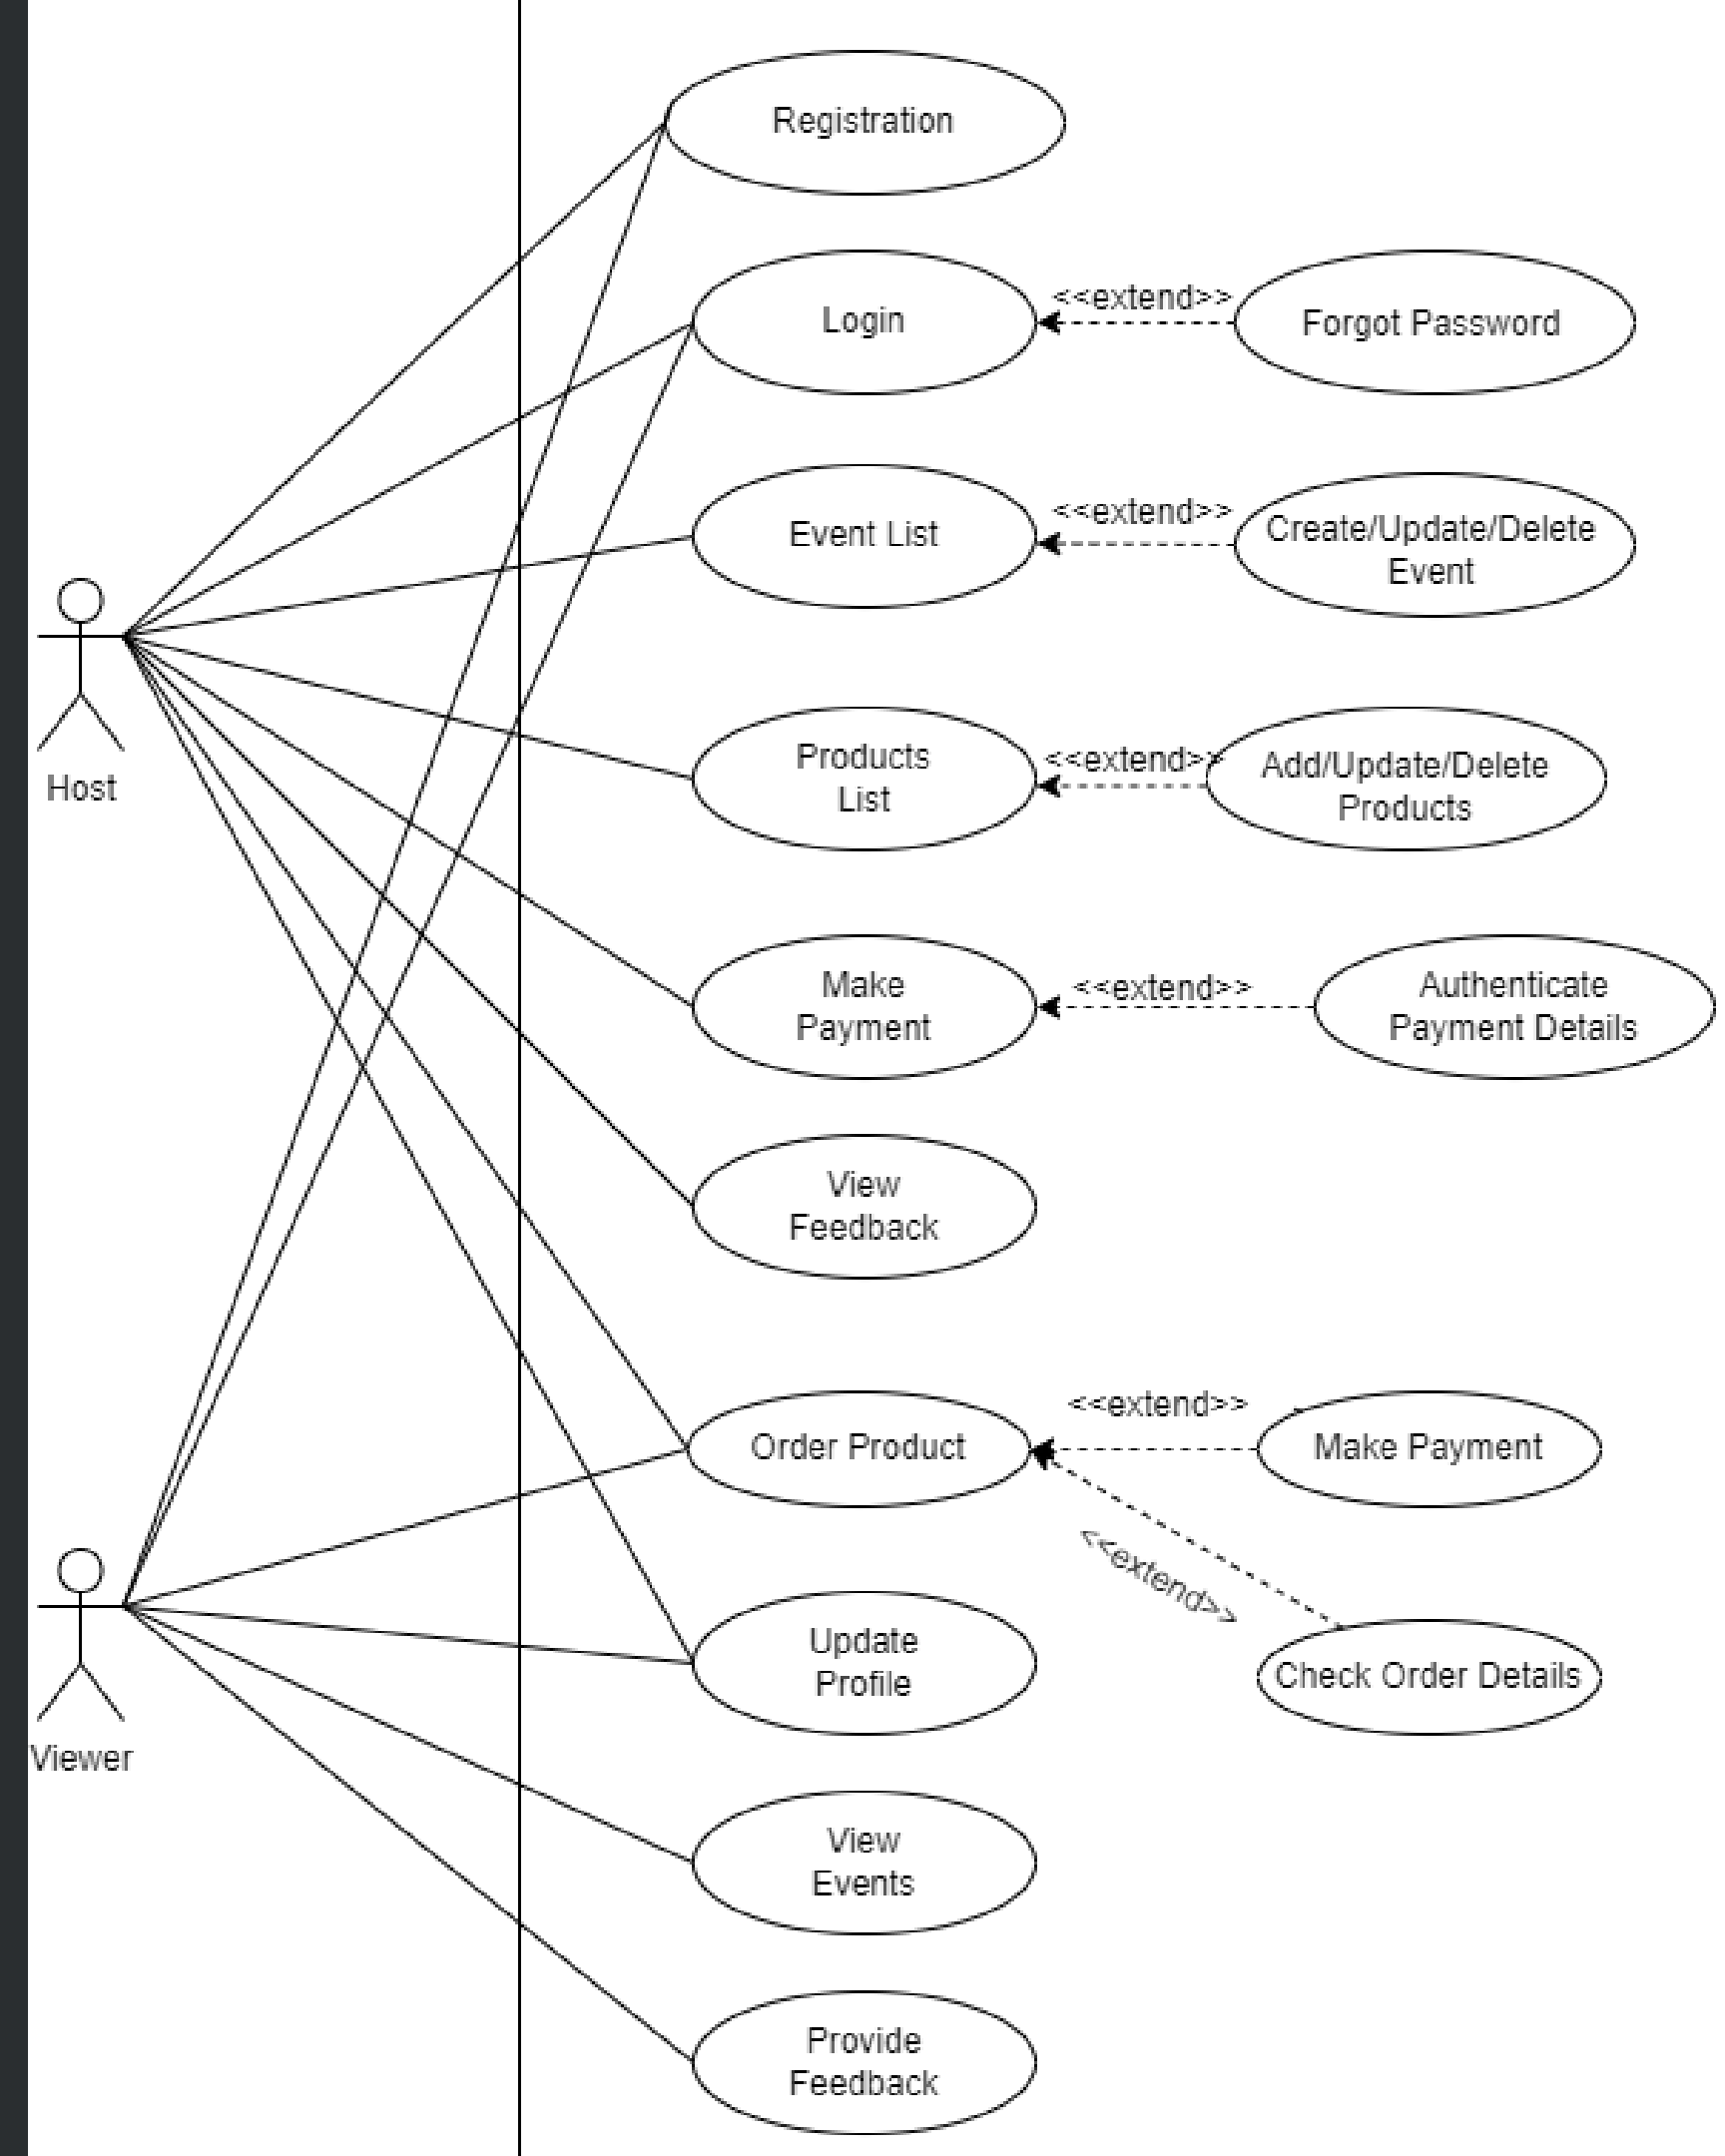 Registration
Login
<<extend>>
Forgot Password
Event List
<<extend>>
Create/Update/Delete
Event
Host
Products
List
<<extend>>
Add/Update/Delete
Products
Make
Payment
<<extend>>
Authenticate
Payment Details
View
Feedback
Order Product
<<extend>>
Make Payment
<<extend>>
Check Order Details
Update
Profile
Viewer
View
Events
Provide
Feedback